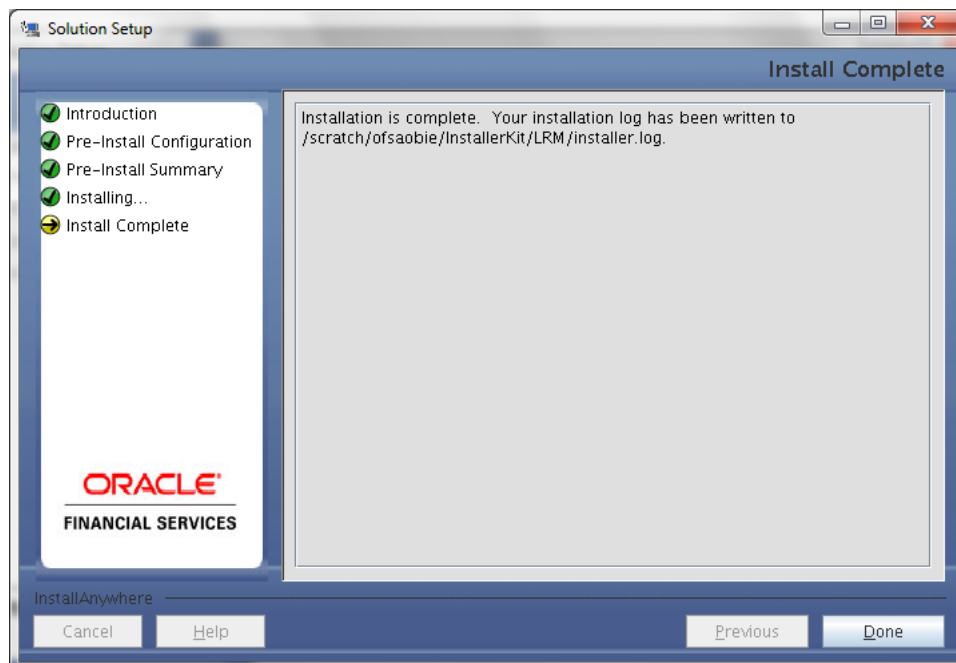 Solution Setup
Install Complete
Introduction
Pre-Install Configuration
Pre-Install Summary
Installing...
Install Complete
Installation is complete.  Your installation log has been written to
/scratch/ofsaobie/InstallerKit/LRM/installer.log.
ORACLE
FINANCIAL SERVICES
InstallAnywhere
Cancel
Help
Previous
Done